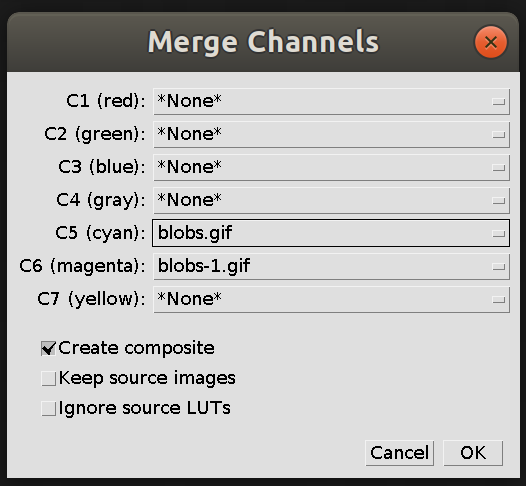 Merge Channels
C1 (red): *None*
C2 (green): *None*
C3 (blue): *None*
C4 (gray): *None*
C5 (cyan): blobs.gif
C6 (magenta): blobs-1.gif
C7 (yellow): *None*
Create composite
Keep source images
Ignore source LUTs
Cancel OK